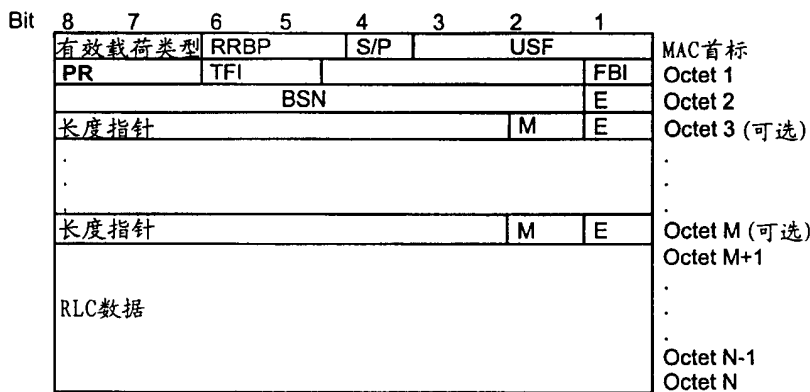 Bit 8 7 6 5 4 3 2 1
有效载荷类型 RRBP S/P USF MAC首标
PR TFI FBI Octet 1
BSN E Octet 2
长度指针 M E Octet 3 (可选)
.
.
.
长度指针 M E Octet M (可选)
Octet M+1
.
RLC数据 .
.
Octet N-1
Octet N